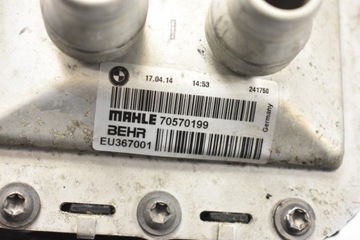 17.04.14 14:53 241750
MAHLE 70570199
BEHR
EU367001
Germany